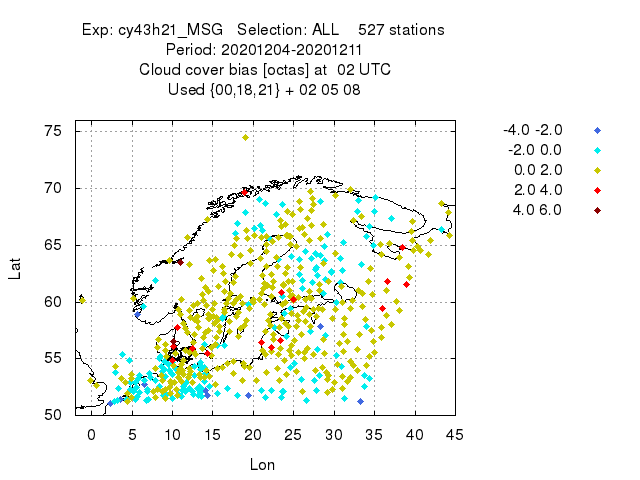 Exp: cy43h21_MSG   Selection: ALL    527 stations
Period: 20201204-20201211
Cloud cover bias [octas] at  02 UTC
Used {00,18,21} + 02 05 08
-4.0 -2.0
-2.0  0.0
0.0  2.0
2.0  4.0
4.0  6.0
75
70
65
60
55
50
Lat
0 5 10 15 20 25 30 35 40 45
Lon